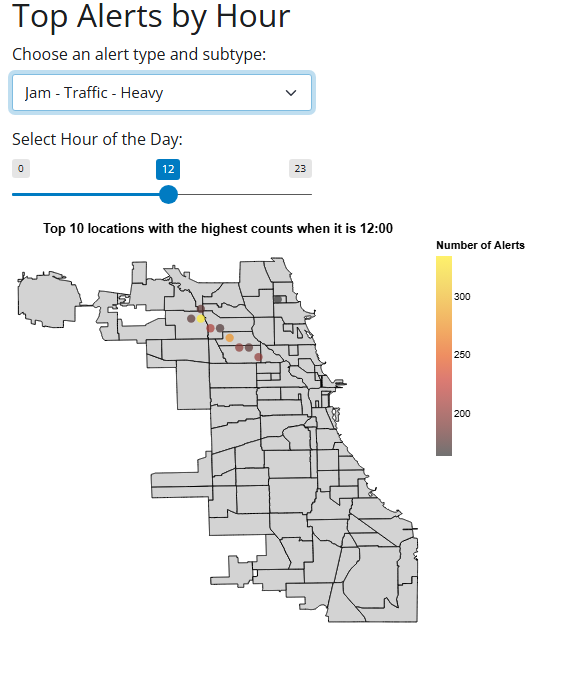 Top Alerts by Hour
Choose an alert type and subtype:
Jam - Traffic - Heavy
Select Hour of the Day:
0 12 23
Top 10 locations with the highest counts when it is 12:00
Number of Alerts
300
250
200